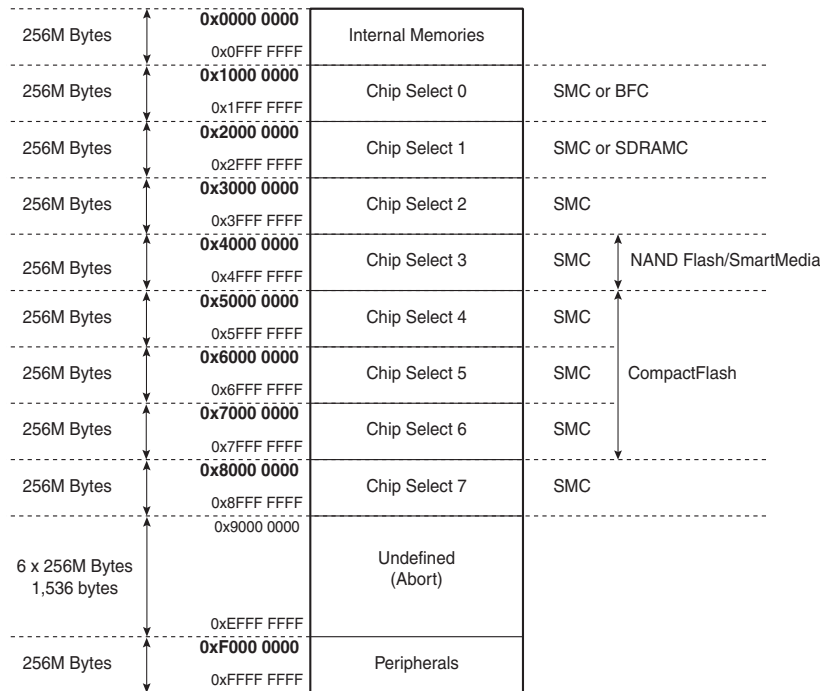 256M Bytes
0x0000 0000
0x0FFF FFFF
Internal Memories
256M Bytes
0x1000 0000
0x1FFF FFFF
Chip Select 0
SMC or BFC
256M Bytes
0x2000 0000
0x2FFF FFFF
Chip Select 1
SMC or SDRAMC
256M Bytes
0x3000 0000
0x3FFF FFFF
Chip Select 2
SMC
256M Bytes
0x4000 0000
0x4FFF FFFF
Chip Select 3
SMC
NAND Flash/SmartMedia
256M Bytes
0x5000 0000
0x5FFF FFFF
Chip Select 4
SMC
256M Bytes
0x6000 0000
0x6FFF FFFF
Chip Select 5
SMC
CompactFlash
256M Bytes
0x7000 0000
0x7FFF FFFF
Chip Select 6
SMC
256M Bytes
0x8000 0000
0x8FFF FFFF
Chip Select 7
SMC
6 x 256M Bytes
1,536 bytes
0x9000 0000
0xEFFF FFFF
Undefined
(Abort)
256M Bytes
0xF000 0000
0xFFFF FFFF
Peripherals